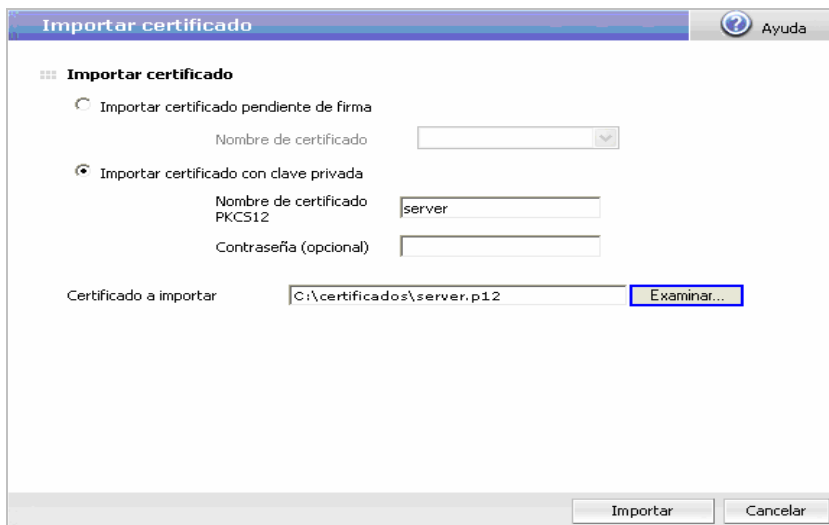 Importar certificado
Ayuda
Importar certificado
Importar certificado pendiente de firma
Nombre de certificado
Importar certificado con clave privada
Nombre de certificado
PKCS12
server
Contraseña (opcional)
Certificado a importar
C:\certificados\server.p12
Examinar...
Importar
Cancelar